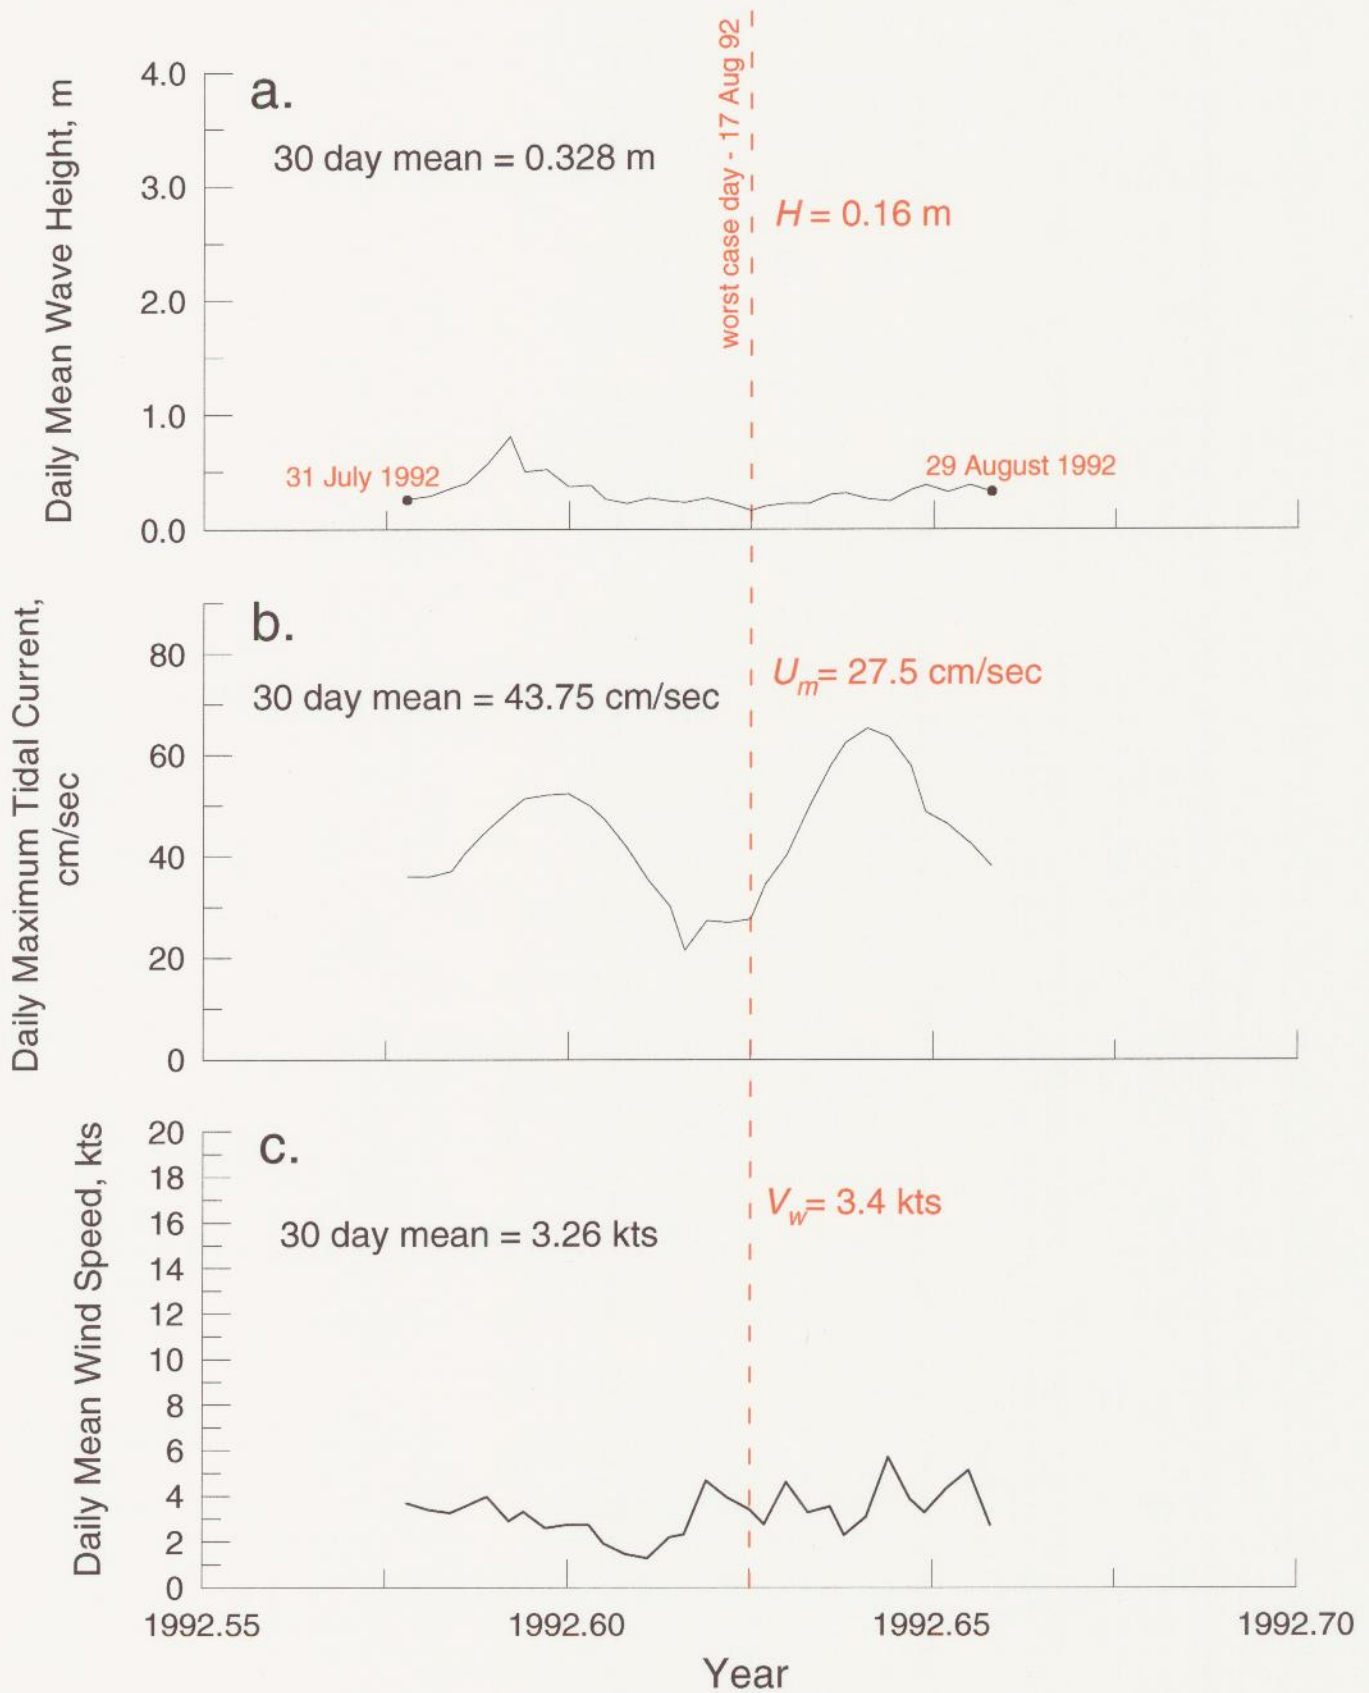 worst case day - 17 Aug 92
Daily Mean Wave Height, m
4.0
3.0
2.0
1.0
0.0
a.
30 day mean = 0.328 m
H = 0.16 m
31 July 1992
29 August 1992
Daily Maximum Tidal Current,
cm/sec
80
60
40
20
0
b.
30 day mean = 43.75 cm/sec
Um= 27.5 cm/sec
Daily Mean Wind Speed, kts
20
18
16
14
12
10
8
6
4
2
0
c.
30 day mean = 3.26 kts
Vw= 3.4 kts
1992.55
1992.60
1992.65
1992.70
Year